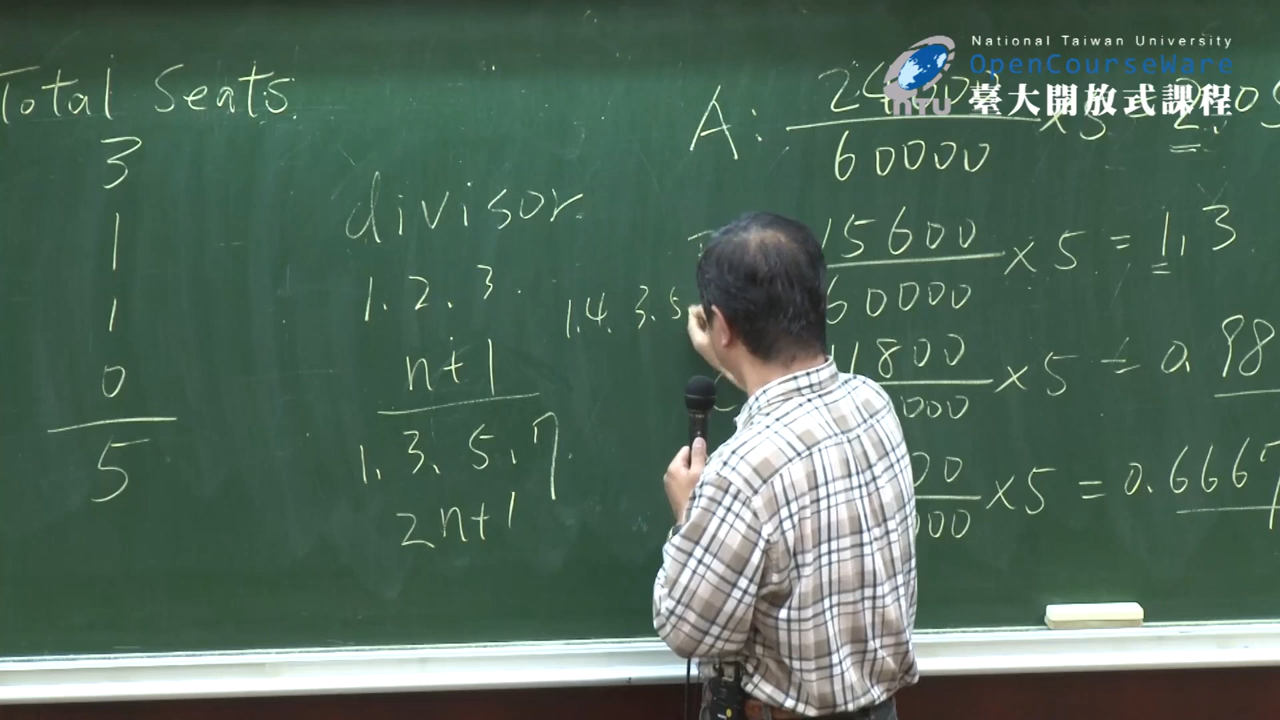 National Taiwan University
OpenCourseWare
臺大開放式課程
NTU
Total Seats
3
1
1
0
5
divisor
1. 2. 3.
n+1
1. 3. 5. 7
2n+1
1.4. 3. 5
A:
60000
15600
60000
× 5 = 1.3
800
000
× 5 = 0.98
00
000
×5 = 0.6667